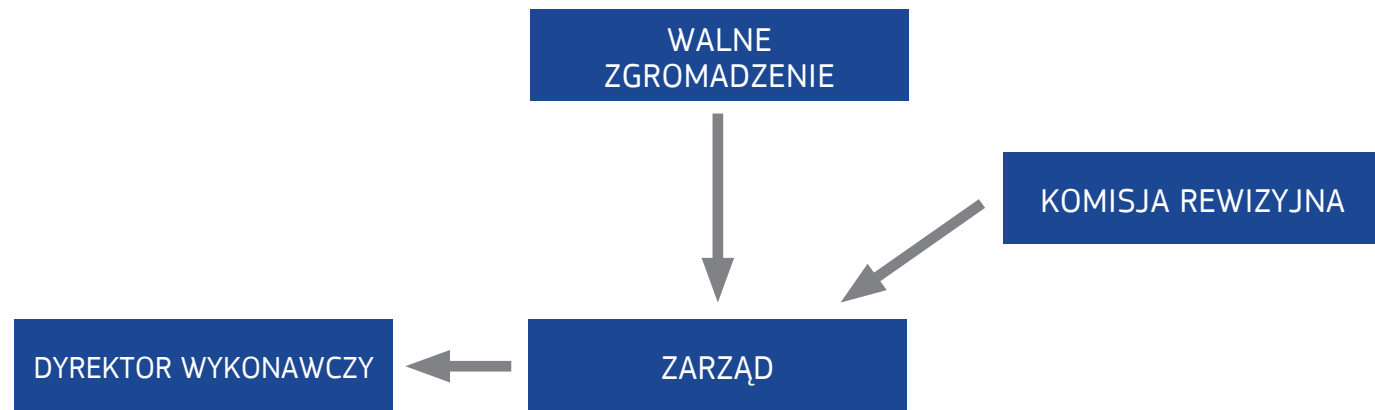 WALNE
ZGROMADZENIE
KOMISJA REWIZYJNA
DYREKTOR WYKONAWCZY
ZARZĄD